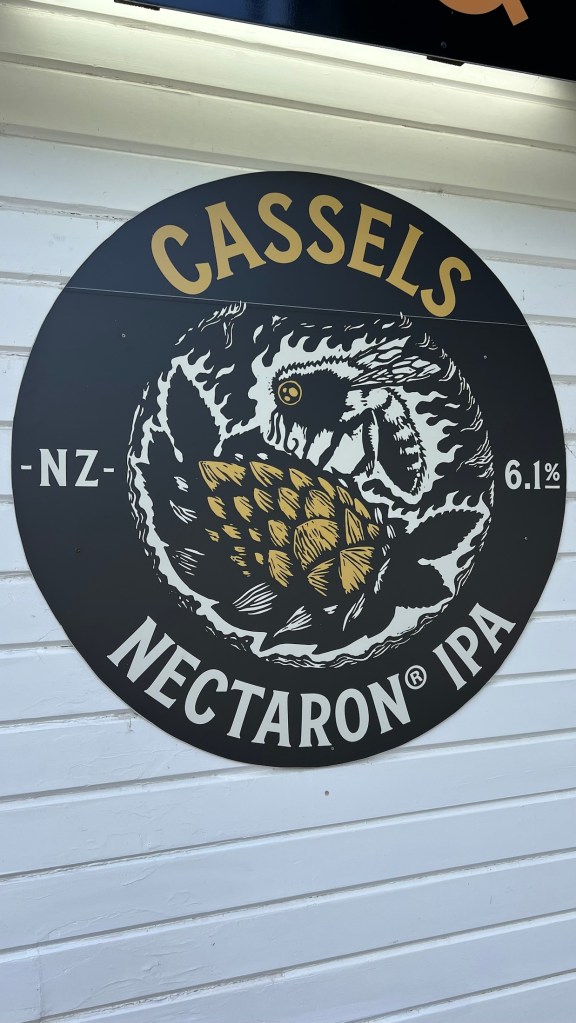 CASSELS
-NZ-
6.1%
NECTARON® IPA